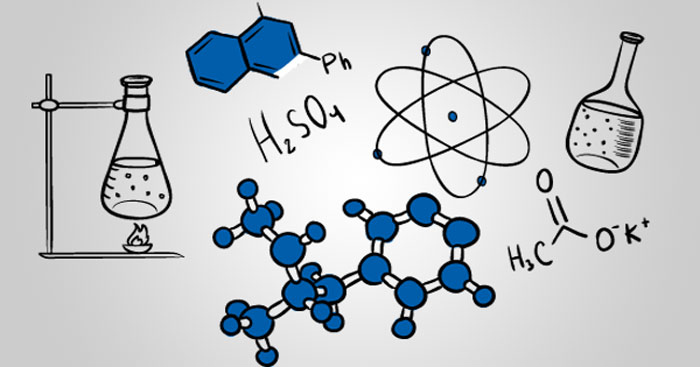 Ph
H₂SO₄
O
H₃C
O⁻K⁺